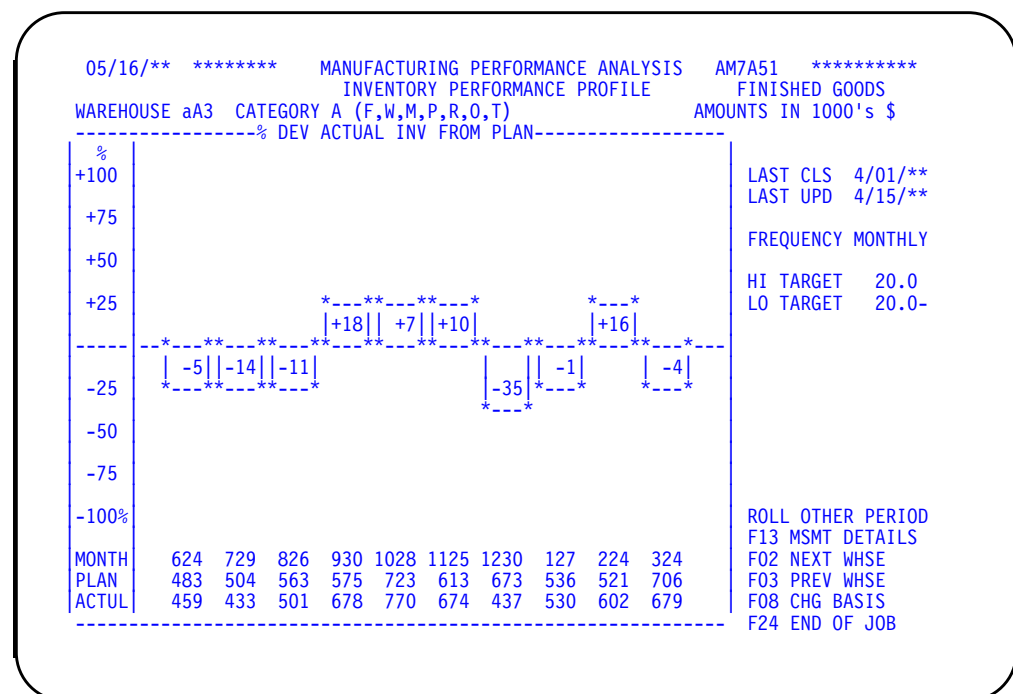 05/16/** ******** MANUFACTURING PERFORMANCE ANALYSIS AM7A51 **********
INVENTORY PERFORMANCE PROFILE FINISHED GOODS
WAREHOUSE aA3 CATEGORY A (F,W,M,P,R,O,T) AMOUNTS IN 1000's $
-----------------% DEV ACTUAL INV FROM PLAN------------------
%
+100 LAST CLS 4/01/**
LAST UPD 4/15/**
+75
FREQUENCY MONTHLY
+50
HI TARGET 20.0
+25 *---**---**---* *---* LO TARGET 20.0-
|+18|| +7||+10| |+16|
-----|--*---**---**---**---**---**---**---**---**---**---*---
| -5||-14||-11| | || -1| | -4|
-25 *---**---**---* |-35|*---* *---*
*---*
-50
-75
-100% ROLL OTHER PERIOD
F13 MSMT DETAILS
MONTH 624 729 826 930 1028 1125 1230 127 224 324 F02 NEXT WHSE
PLAN 483 504 563 575 723 613 673 536 521 706 F03 PREV WHSE
ACTUL 459 433 501 678 770 674 437 530 602 679 F08 CHG BASIS
------------------------------------------------------------- F24 END OF JOB